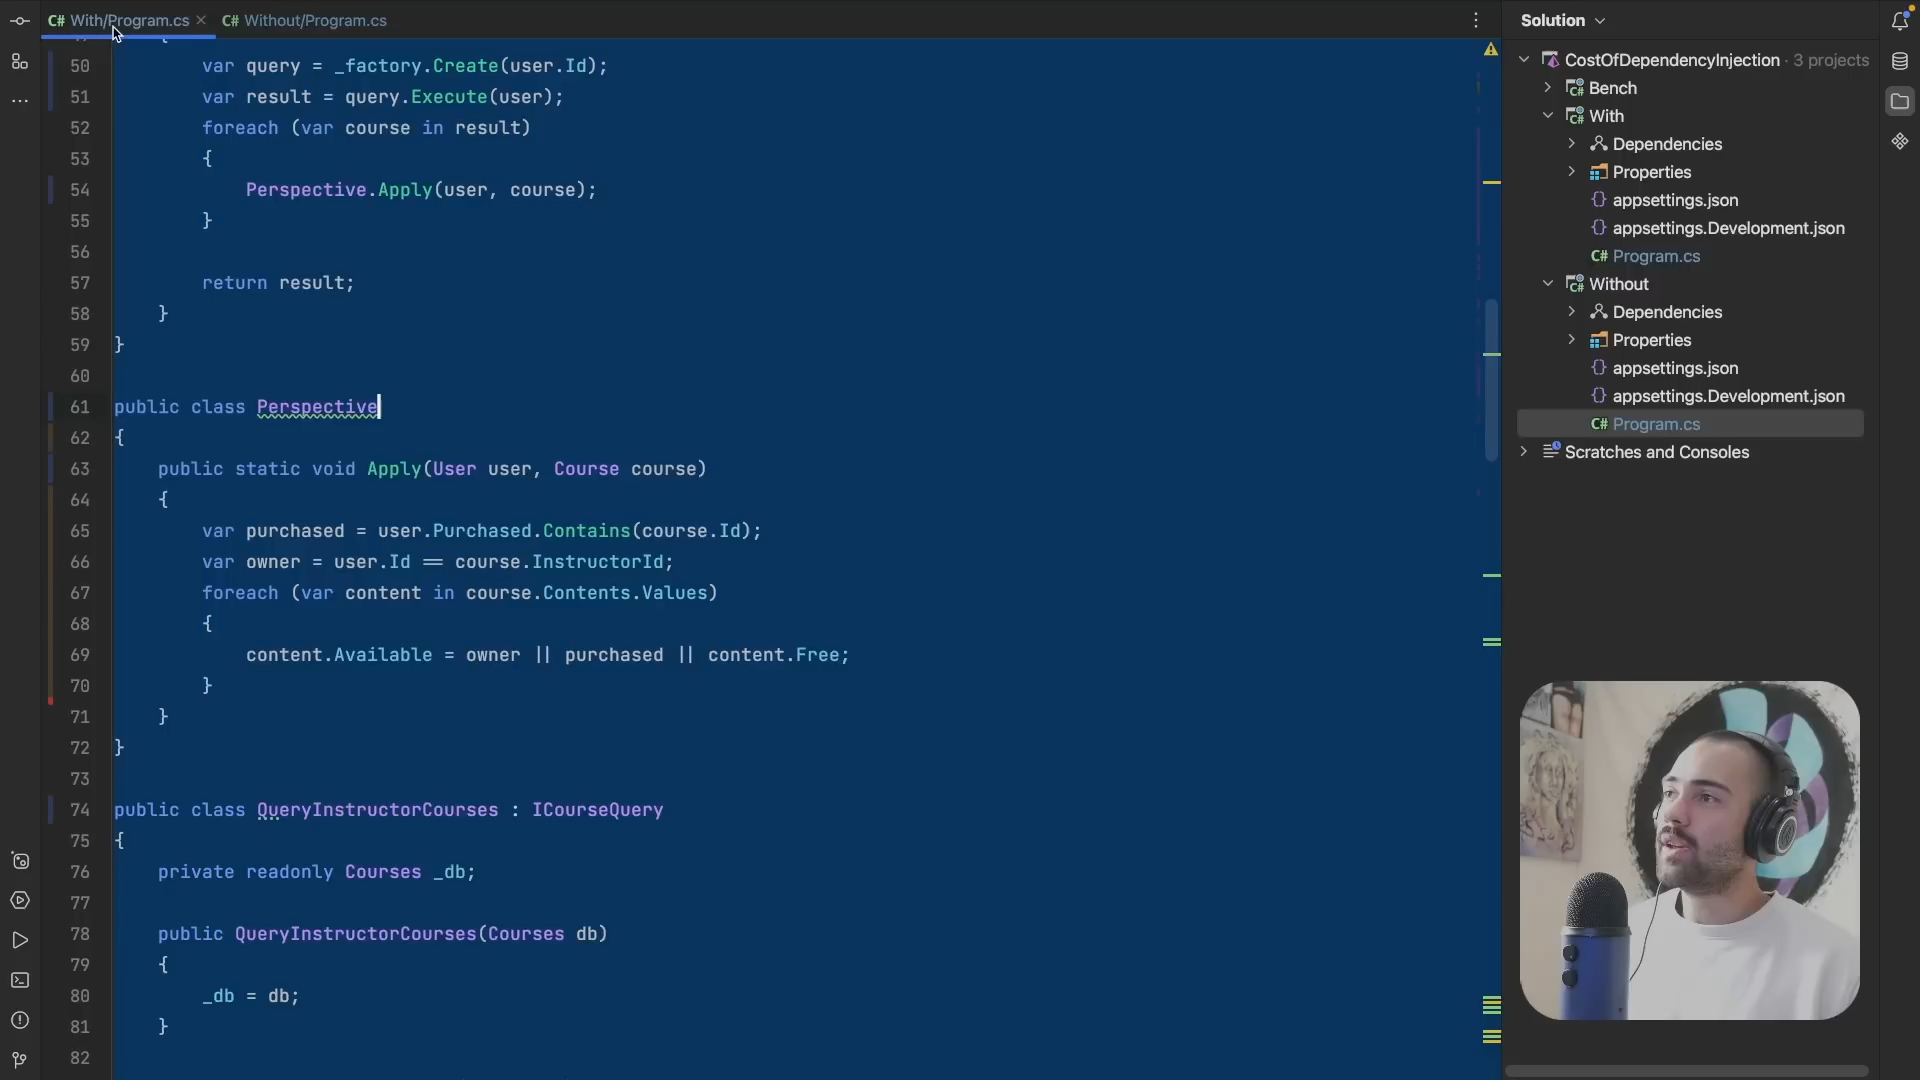 C# With/Program.cs
C# Without/Program.cs
50 var query = _factory.Create(user.Id);
51 var result = query.Execute(user);
52 foreach (var course in result)
53 {
54 Perspective.Apply(user, course);
55 }
56
57 return result;
58 }
59 }
60
61 public class Perspective
62 {
63 public static void Apply(User user, Course course)
64 {
65 var purchased = user.Purchased.Contains(course.Id);
66 var owner = user.Id == course.InstructorId;
67 foreach (var content in course.Contents.Values)
68 {
69 content.Available = owner || purchased || content.Free;
70 }
71 }
72 }
73
74 public class QueryInstructorCourses : ICourseQuery
75 {
76 private readonly Courses _db;
77
78 public QueryInstructorCourses(Courses db)
79 {
80 _db = db;
81 }
82
Solution
CostOfDependencyInjection · 3 projects
Bench
With
Dependencies
Properties
appsettings.json
appsettings.Development.json
C# Program.cs
Without
Dependencies
Properties
appsettings.json
appsettings.Development.json
C# Program.cs
Scratches and Consoles